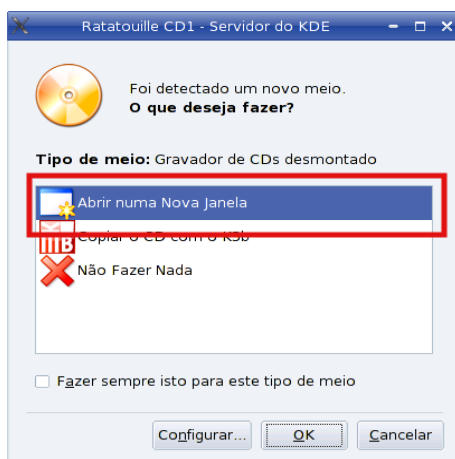 Ratatouille CD1 - Servidor do KDE
Foi detectado um novo meio.
O que deseja fazer?
Tipo de meio: Gravador de CDs desmontado
Abrir numa Nova Janela
Copiar o CD com o K3b
Não Fazer Nada
Fazer sempre isto para este tipo de meio
Configurar...
OK
Cancelar